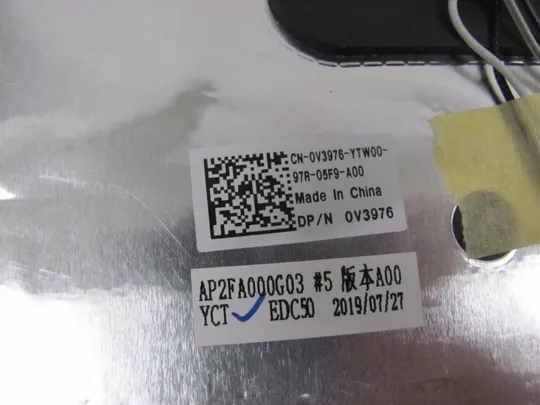 CN-0V3976-YTW00-
97R-05F9-A00
Made In China
DP/N 0V3976
AP2FA000G03 #5 版本A00
YCT EDC50 2019/07/27